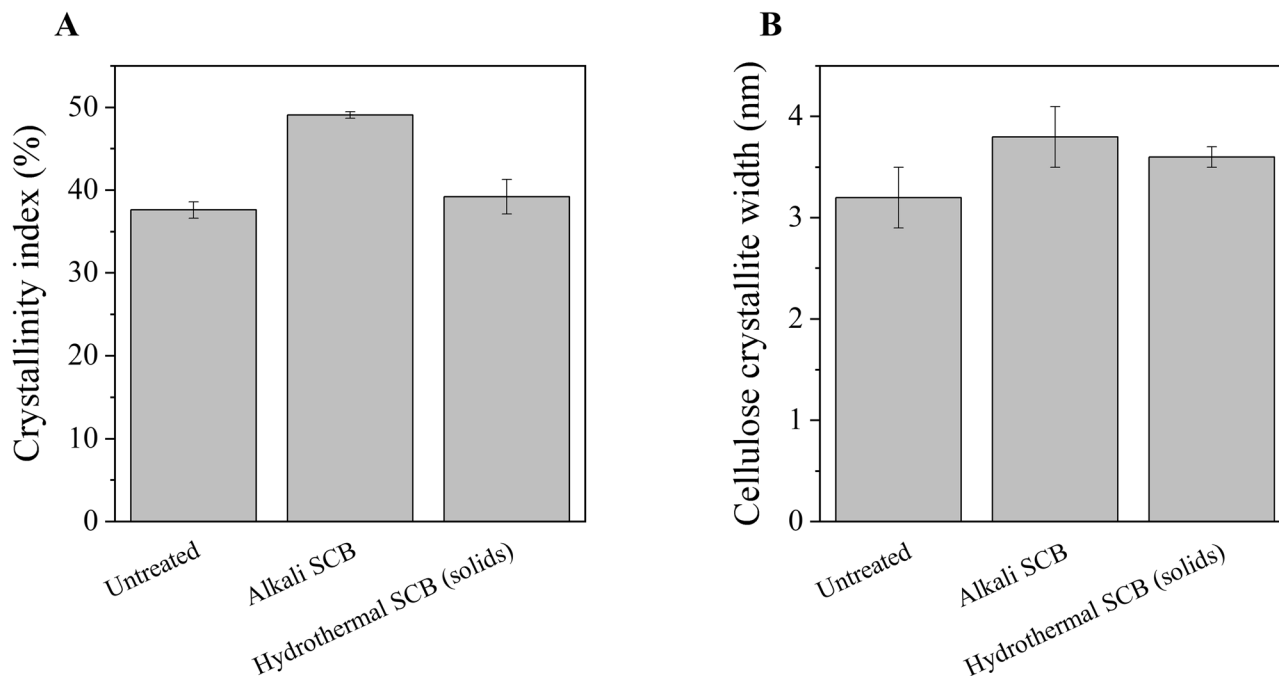 A
Crystallinity index (%)
50
40
30
20
10
0
Untreated
Alkali SCB
Hydrothermal SCB (solids)
B
Cellulose crystallite width (nm)
4
3
2
1
0
Untreated
Alkali SCB
Hydrothermal SCB (solids)